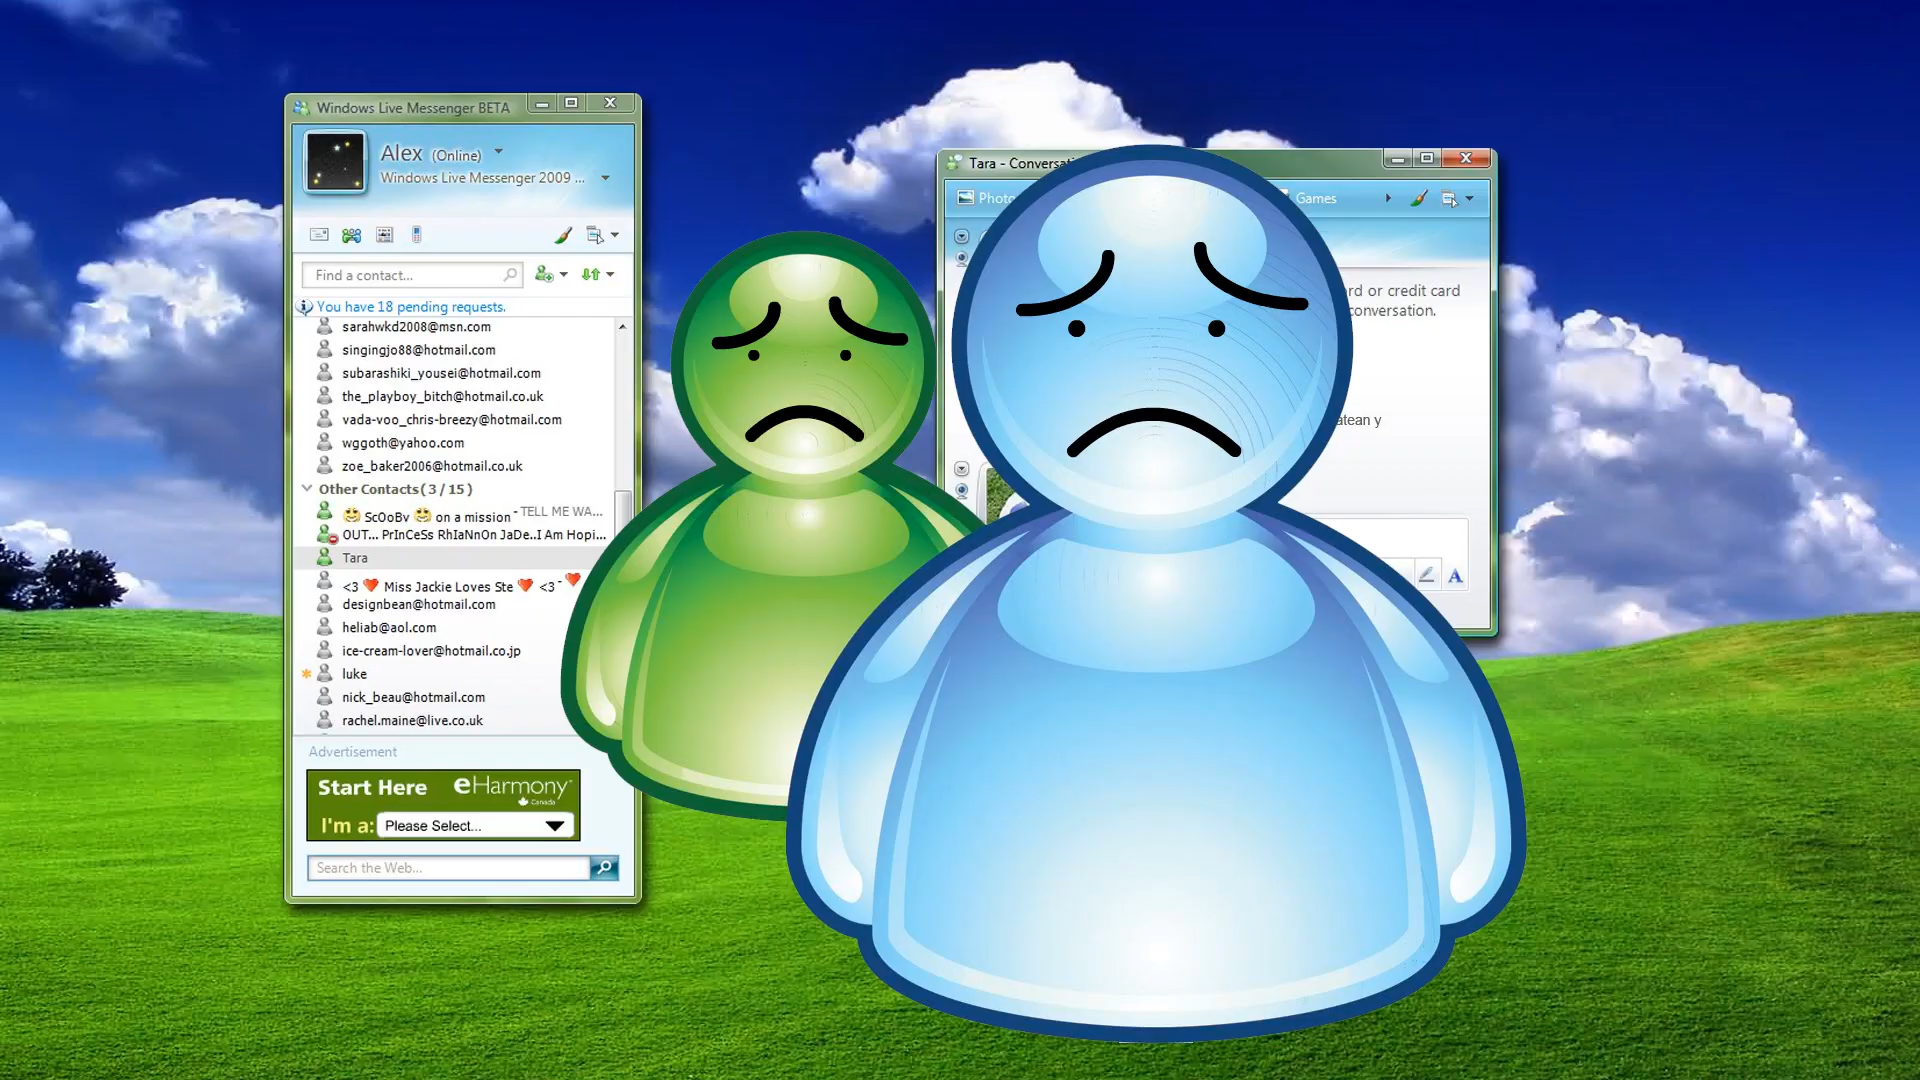 Windows Live Messenger BETA
Alex (Online)
Windows Live Messenger 2009 ...
Find a contact...
You have 18 pending requests.
sarahwkd2008@msn.com
singingjo88@hotmail.com
subarashiki_yousei@hotmail.com
the_playboy_bitch@hotmail.co.uk
vada-voo_chris-breezy@hotmail.com
wggoth@yahoo.com
zoe_baker2006@hotmail.co.uk
Other Contacts( 3 / 15 )
ScOoBv on a mission - TELL ME WA...
OUT... PrInCeSs RhIaNnOn JaDe..I Am Hopi...
Tara
<3 Miss Jackie Loves Ste <3 -
designbean@hotmail.com
heliab@aol.com
ice-cream-lover@hotmail.co.jp
luke
nick_beau@hotmail.com
rachel.maine@live.co.uk
Advertisement
Start Here eHarmony
Canada
I'm a: Please Select...
Search the Web...
Tara - Conversati
Photo Games
rd or credit card
conversation.
atean y
A